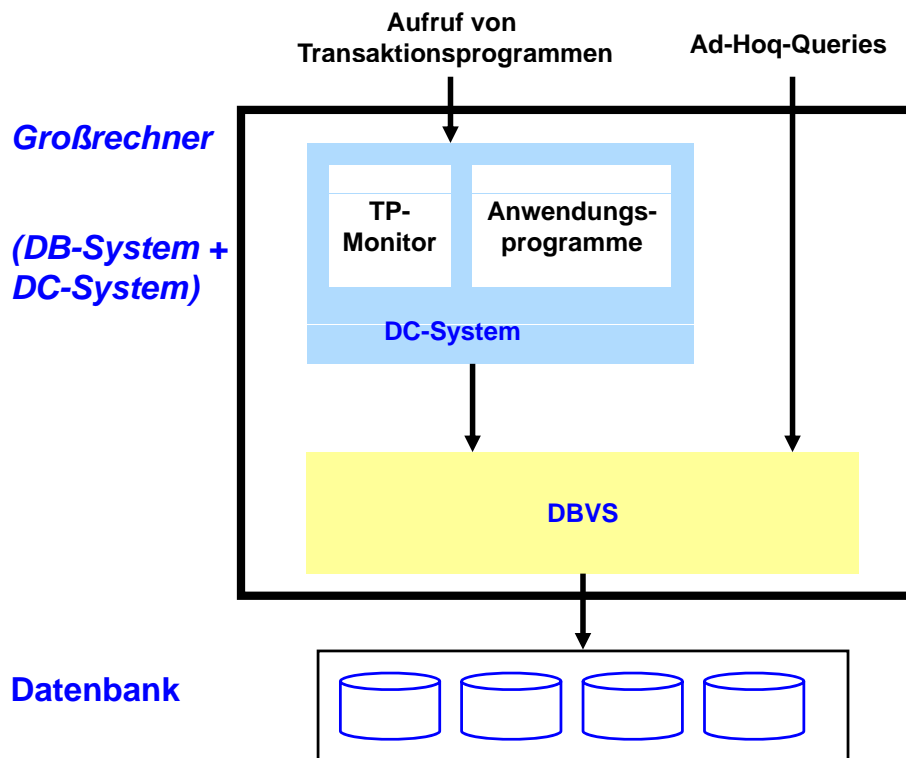 Aufruf von
Transaktionsprogrammen
Ad-Hoq-Queries
Großrechner
(DB-System +
DC-System)
TP-
Monitor
Anwendungs-
programme
DC-System
DBVS
Datenbank